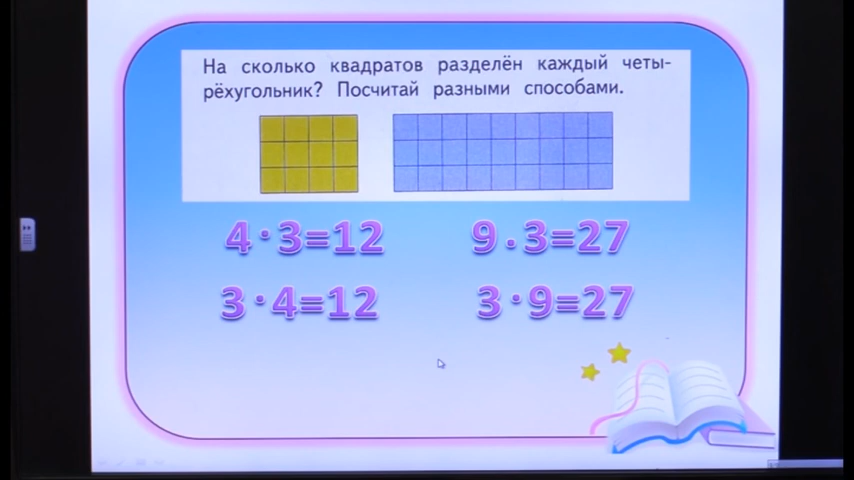 На сколько квадратов разделён каждый четы-
рёхугольник? Посчитай разными способами.
4·3=12 9.3=27
3·4=12 3·9=27